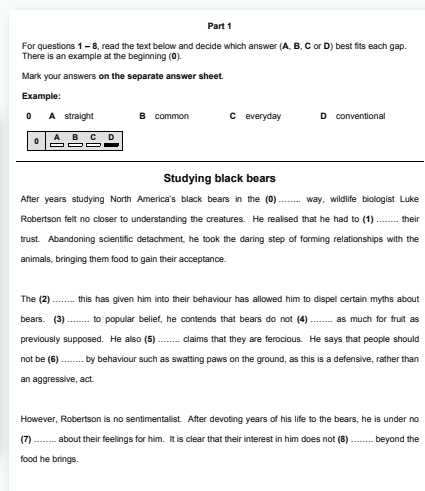 Part 1
For questions 1 – 8, read the text below and decide which answer (A, B, C or D) best fits each gap.
There is an example at the beginning (0).
Mark your answers on the separate answer sheet.
Example:
0 A straight B common C everyday D conventional
0 A B C D
Studying black bears
After years studying North America's black bears in the (0) ........ way, wildlife biologist Luke
Robertson felt no closer to understanding the creatures. He realised that he had to (1) ........ their
trust. Abandoning scientific detachment, he took the daring step of forming relationships with the
animals, bringing them food to gain their acceptance.
The (2) ........ this has given him into their behaviour has allowed him to dispel certain myths about
bears. (3) ........ to popular belief, he contends that bears do not (4) ........ as much for fruit as
previously supposed. He also (5) ........ claims that they are ferocious. He says that people should
not be (6) ........ by behaviour such as swatting paws on the ground, as this is a defensive, rather than
an aggressive, act.
However, Robertson is no sentimentalist. After devoting years of his life to the bears, he is under no
(7) ........ about their feelings for him. It is clear that their interest in him does not (8) ........ beyond the
food he brings.